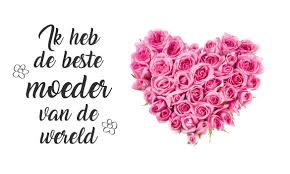 Ik heb
de beste
moeder
van de
wereld